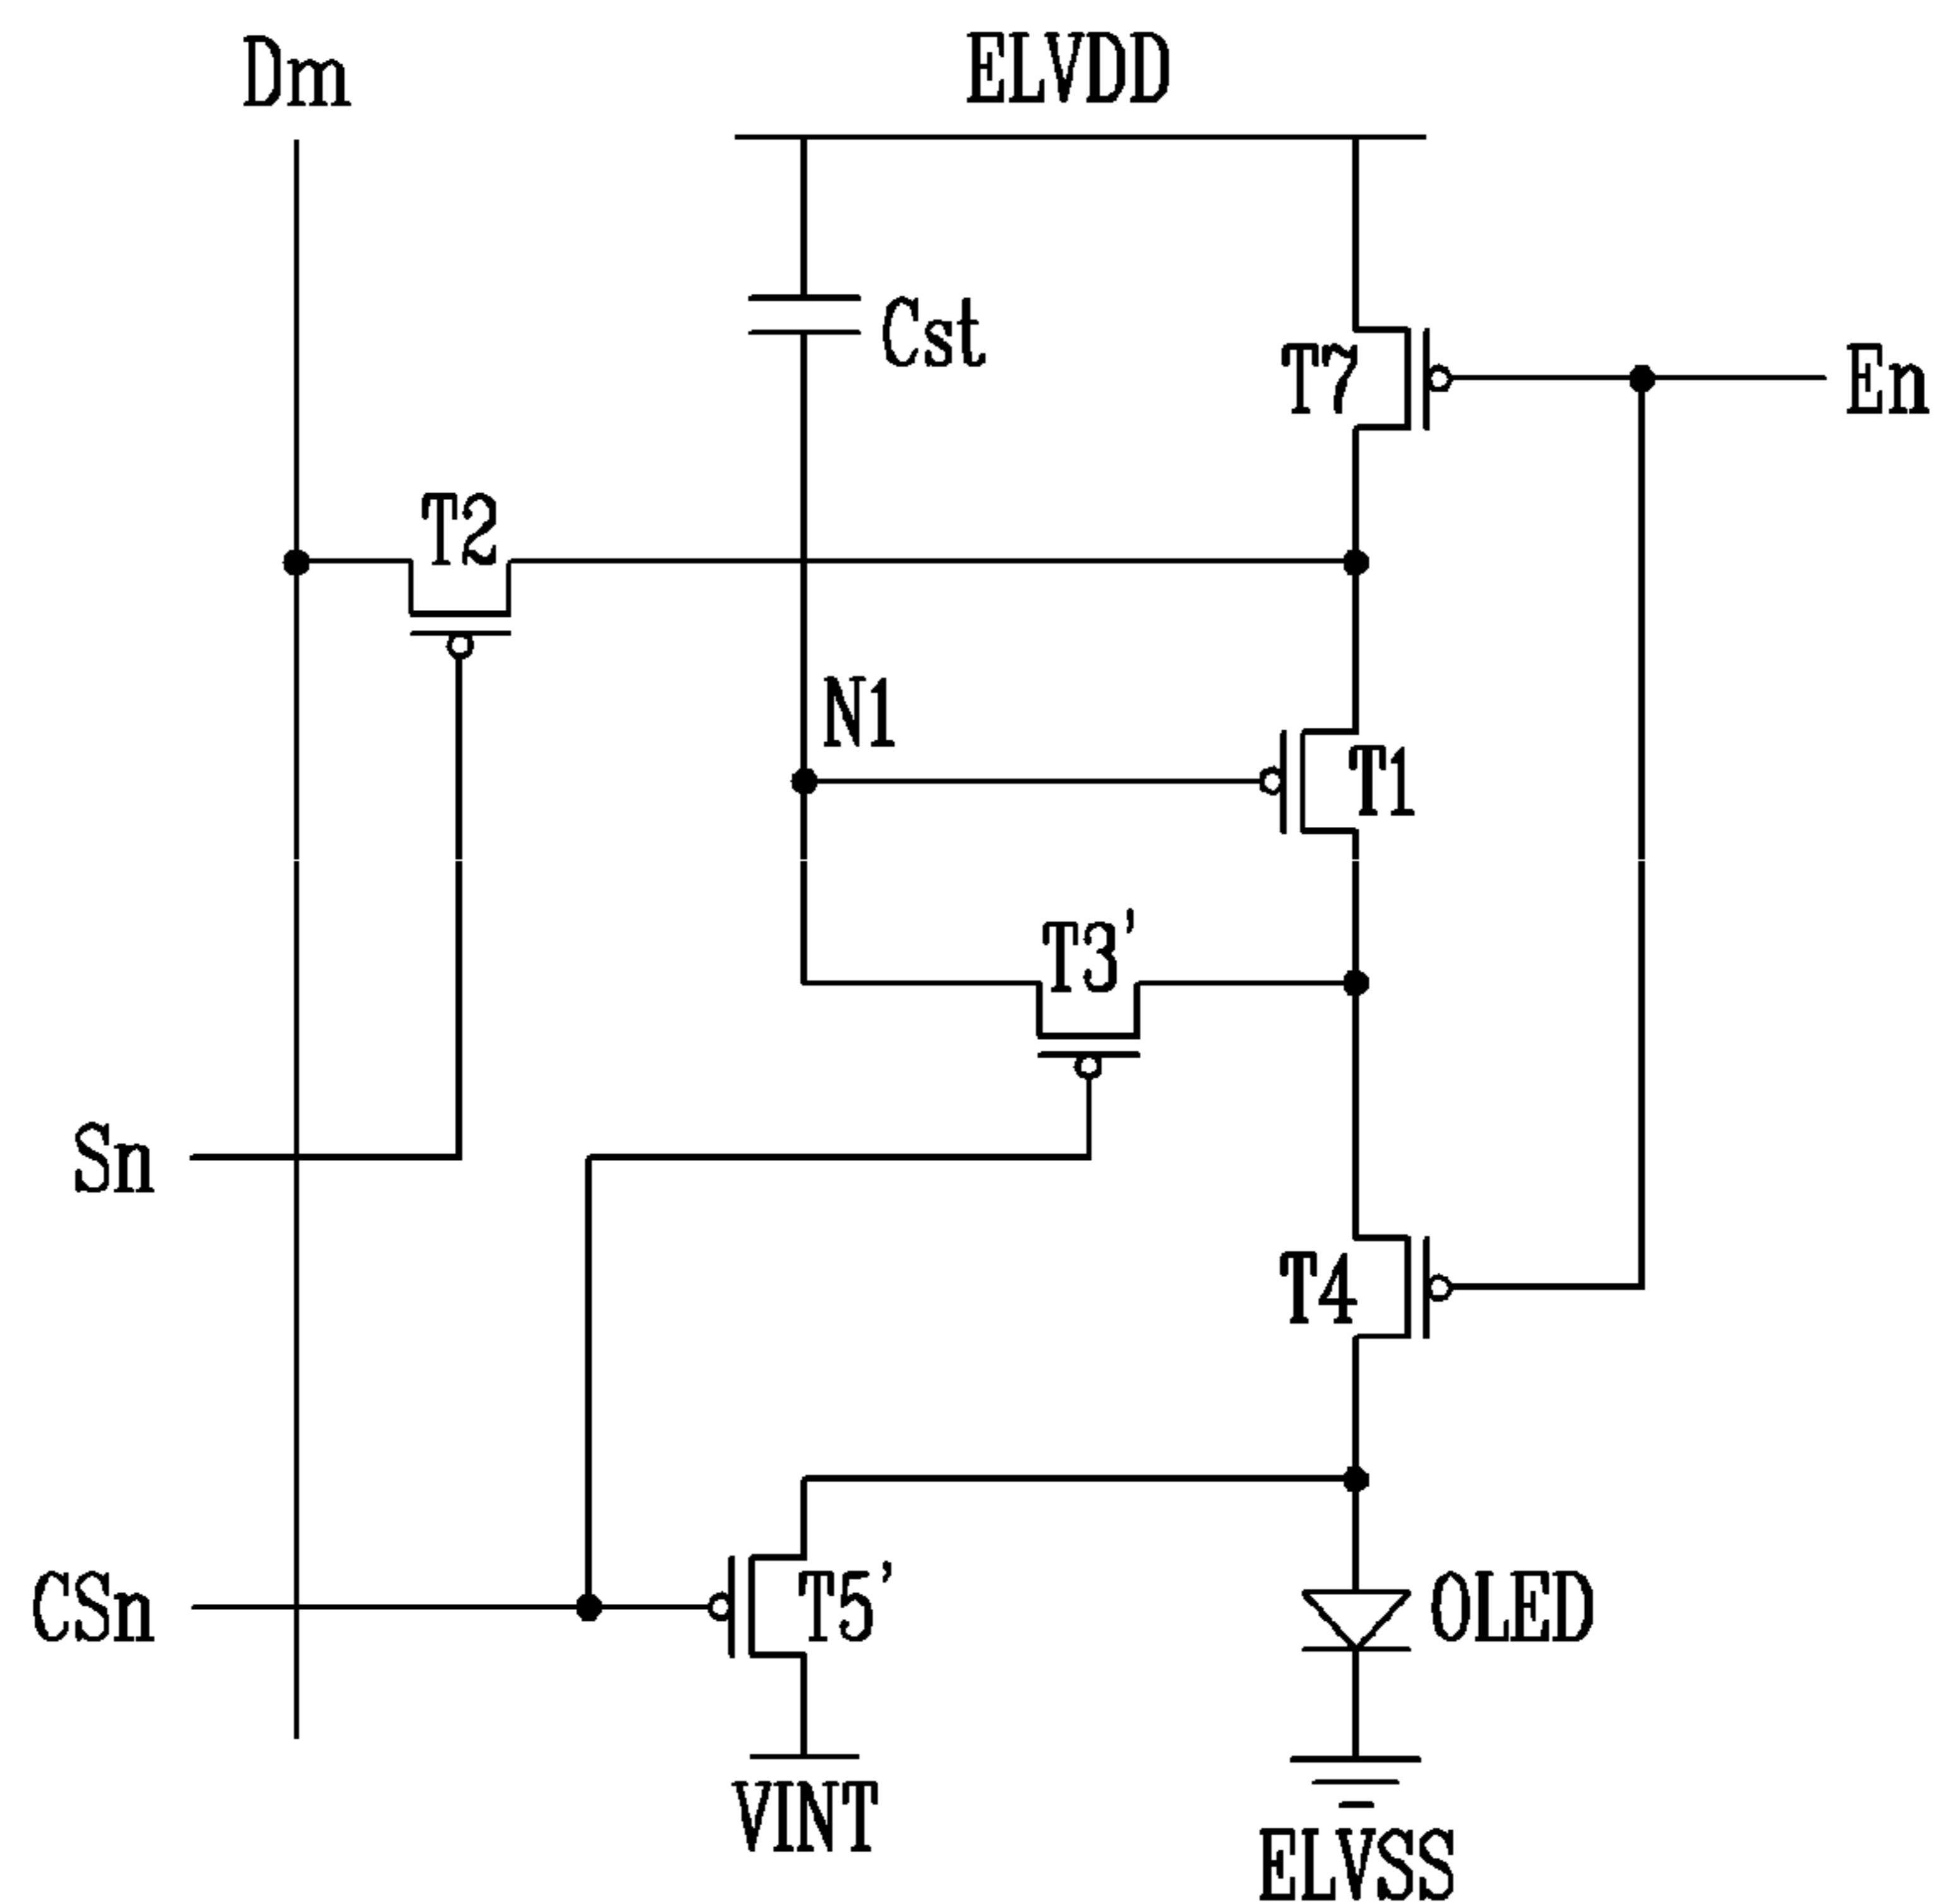 Dm
ELVDD
Cst
T7
En
T2
N1
T1
T3'
Sn
T4
CSn
T5'
OLED
VINT
ELVSS